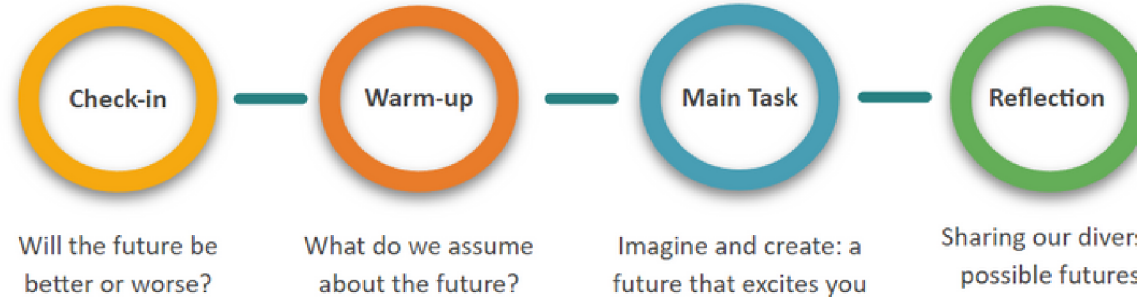 Check-in
Warm-up
Main Task
Reflection
Will the future be
better or worse?
What do we assume
about the future?
Imagine and create: a
future that excites you
Sharing our divers
possible futures